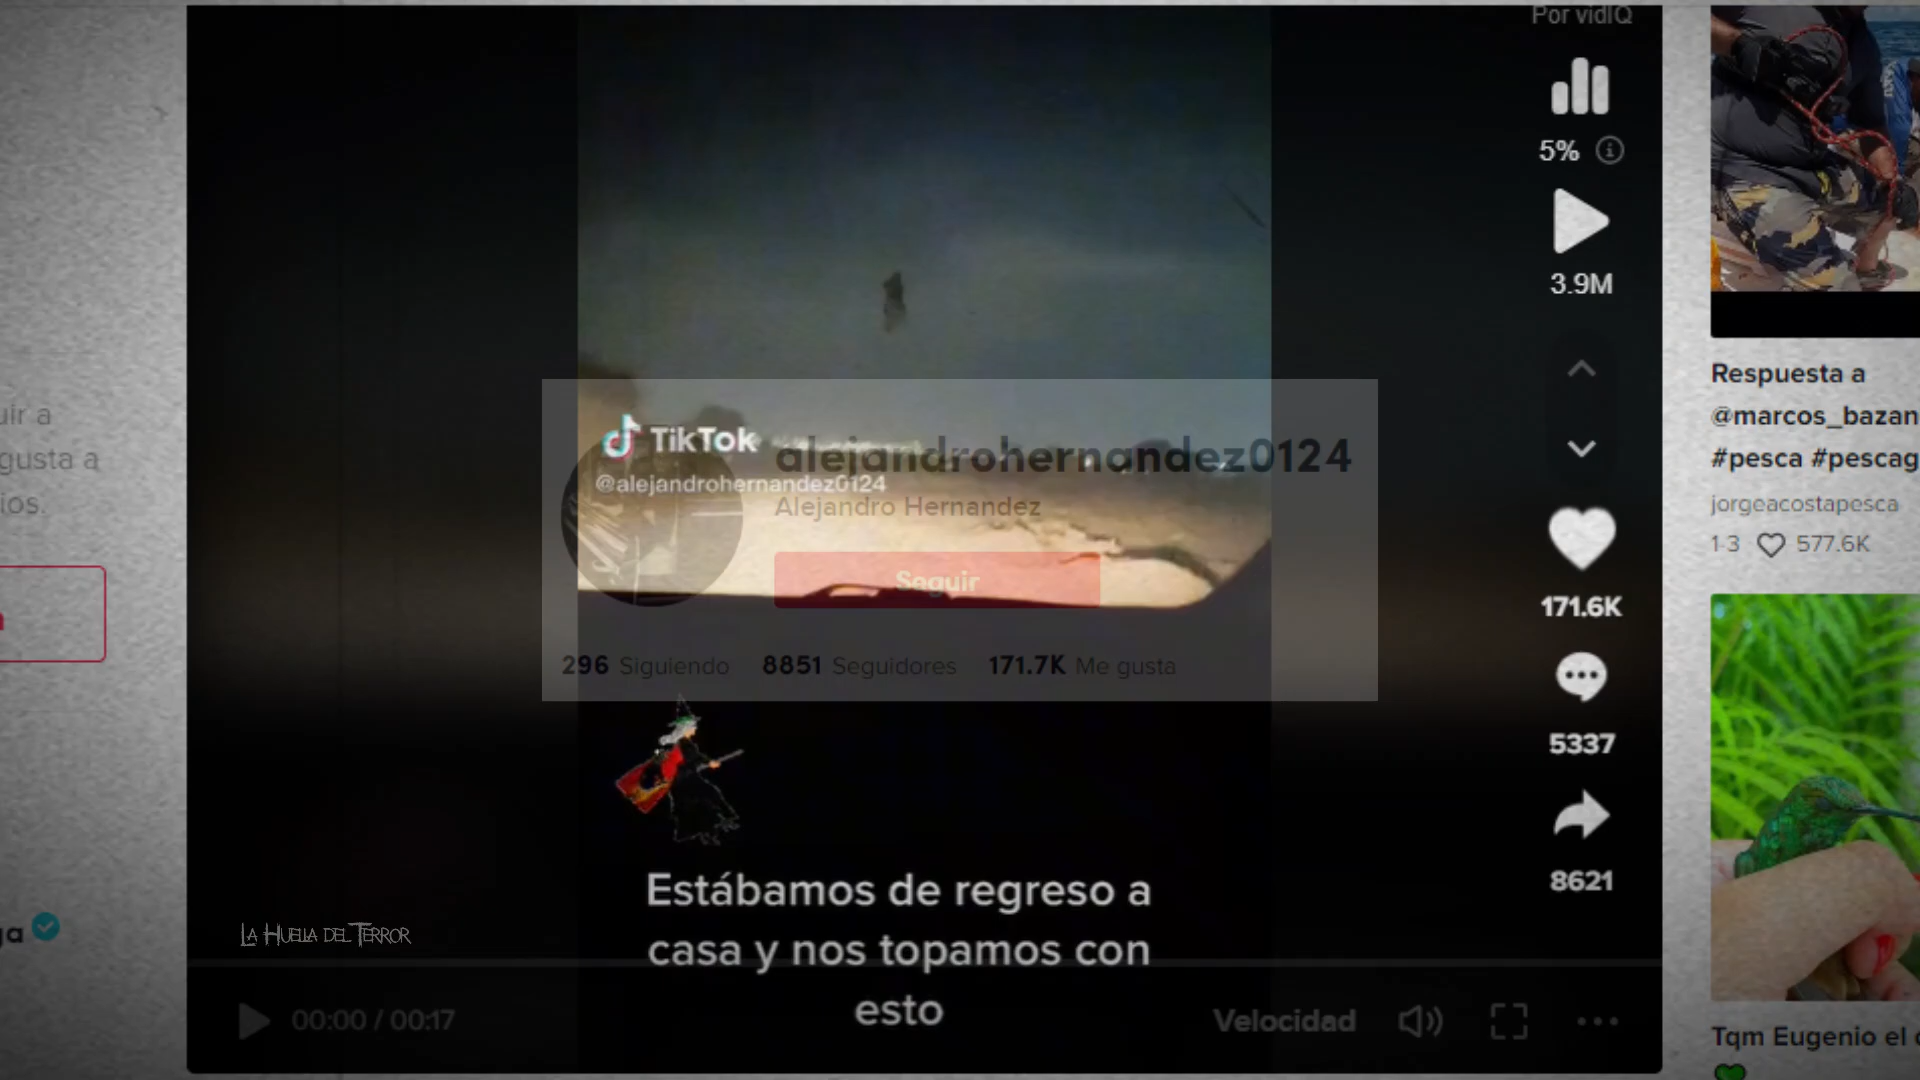 Por vidIQ
5%
3.9M
171.6K
5337
8621
TikTok
@alejandrohernandez0124
alejandrohernandez0124
Alejandro Hernandez
Seguir
296 Siguiendo 8851 Seguidores 171.7K Me gusta
Estábamos de regreso a
casa y nos topamos con
esto
LA HUELLA DEL TERROR
00:00 / 00:17
Velocidad
gusta a
Respuesta a
@marcos_bazan
#pesca #pescag
jorgeacostapesca
1-3 577.6K
Tqm Eugenio el